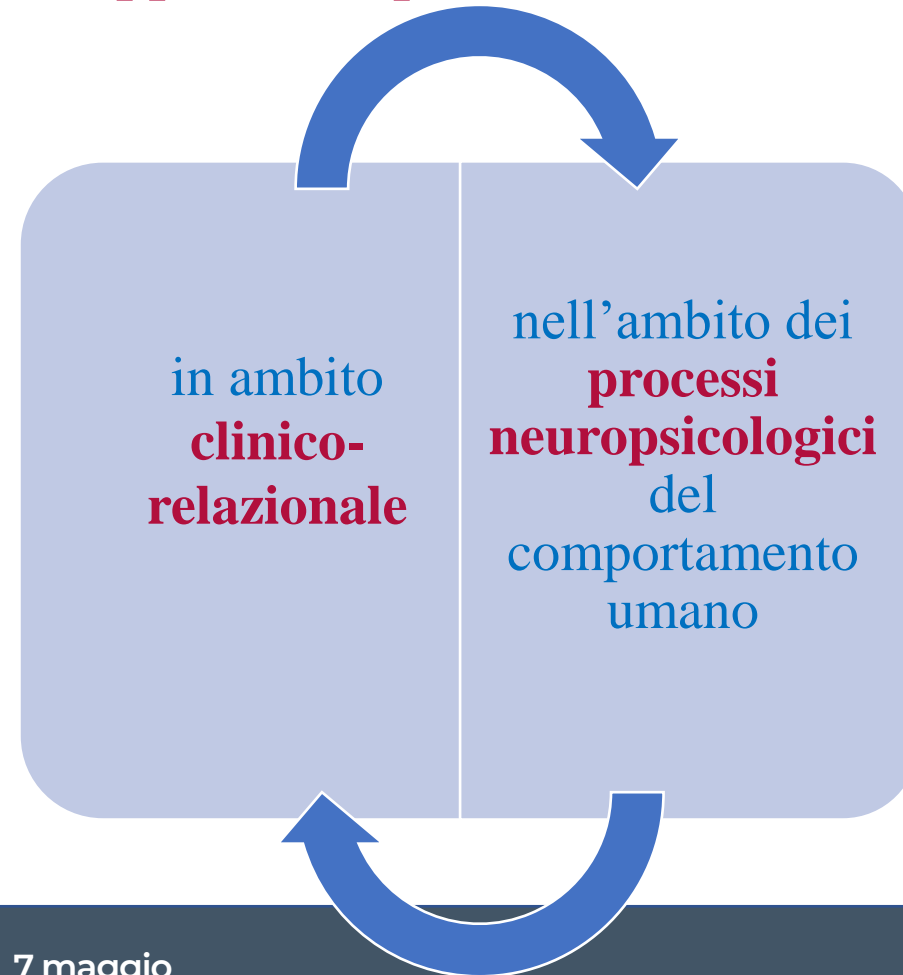 in ambito
clinico-
relazionale
nell’ambito dei
processi
neuropsicologici
del
comportamento
umano
7 maggio